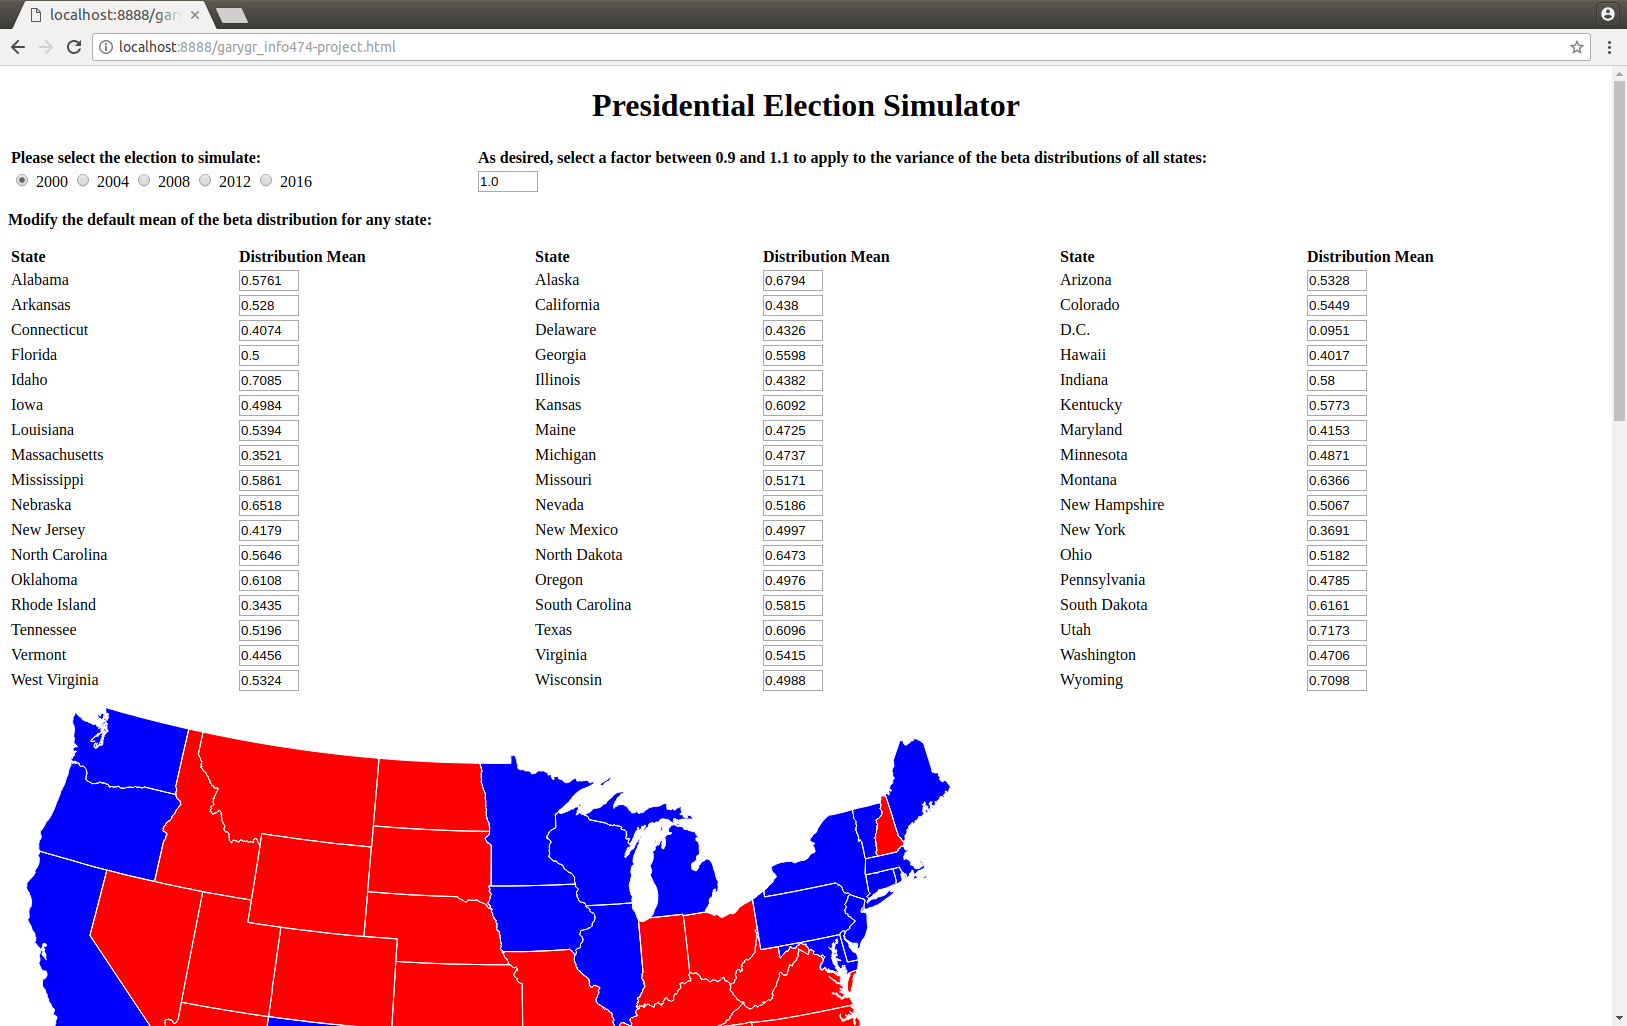 localhost:8888/gary
localhost:8888/garygr_info474-project.html
Presidential Election Simulator
Please select the election to simulate:
2000 2004 2008 2012 2016
As desired, select a factor between 0.9 and 1.1 to apply to the variance of the beta distributions of all states:
1.0
Modify the default mean of the beta distribution for any state:
State Distribution Mean State Distribution Mean State Distribution Mean
Alabama 0.5761 Alaska 0.6794 Arizona 0.5328
Arkansas 0.528 California 0.438 Colorado 0.5449
Connecticut 0.4074 Delaware 0.4326 D.C. 0.0951
Florida 0.5 Georgia 0.5598 Hawaii 0.4017
Idaho 0.7085 Illinois 0.4382 Indiana 0.58
Iowa 0.4984 Kansas 0.6092 Kentucky 0.5773
Louisiana 0.5394 Maine 0.4725 Maryland 0.4153
Massachusetts 0.3521 Michigan 0.4737 Minnesota 0.4871
Mississippi 0.5861 Missouri 0.5171 Montana 0.6366
Nebraska 0.6518 Nevada 0.5186 New Hampshire 0.5067
New Jersey 0.4179 New Mexico 0.4997 New York 0.3691
North Carolina 0.5646 North Dakota 0.6473 Ohio 0.5182
Oklahoma 0.6108 Oregon 0.4976 Pennsylvania 0.4785
Rhode Island 0.3435 South Carolina 0.5815 South Dakota 0.6161
Tennessee 0.5196 Texas 0.6096 Utah 0.7173
Vermont 0.4456 Virginia 0.5415 Washington 0.4706
West Virginia 0.5324 Wisconsin 0.4988 Wyoming 0.7098